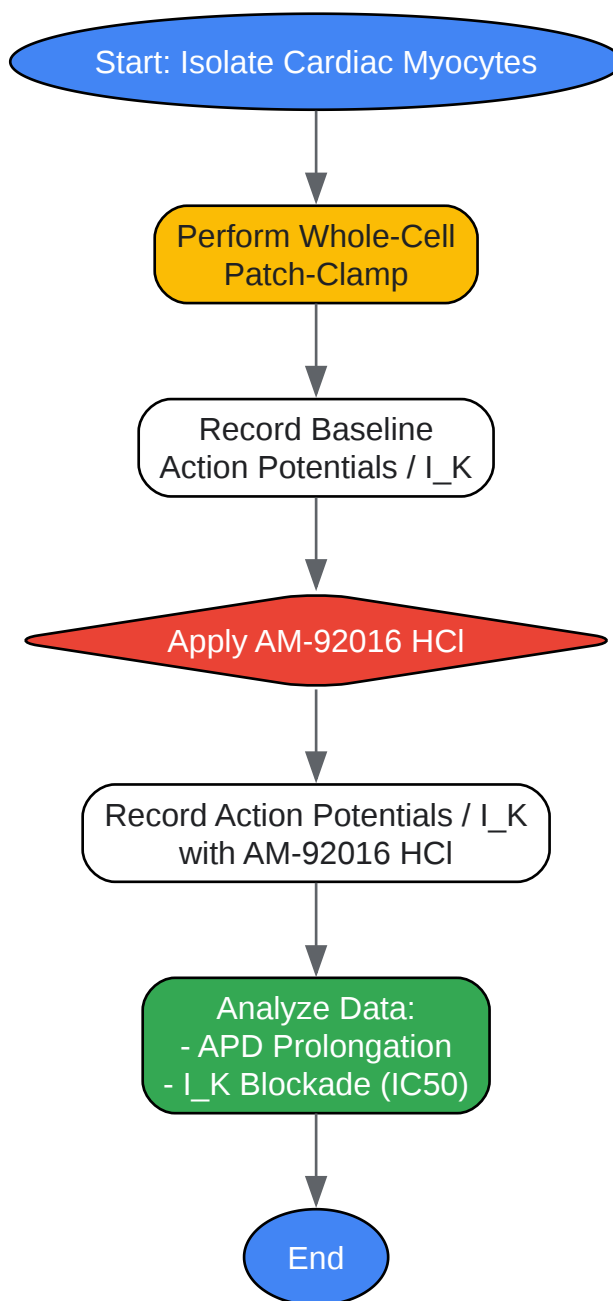 Start: Isolate Cardiac Myocytes
Perform Whole-Cell
Patch-Clamp
Record Baseline
Action Potentials / I_K
Apply AM-92016 HCl
Record Action Potentials / I_K
with AM-92016 HCl
Analyze Data:
- APD Prolongation
- I_K Blockade (IC50)
End